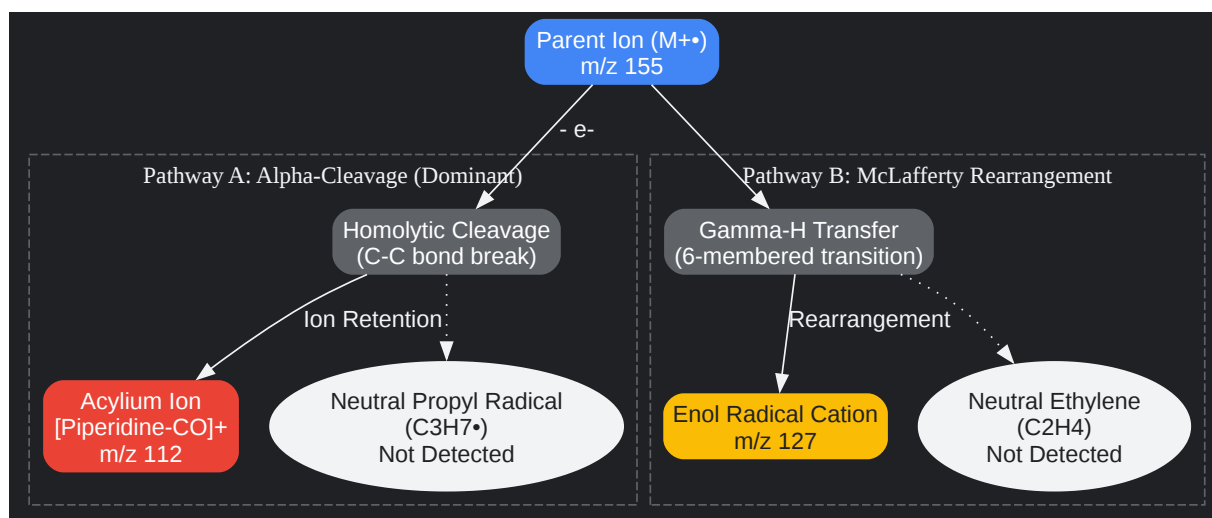 Parent Ion (M+•)
m/z 155
- e-
Pathway A: Alpha-Cleavage (Dominant)
Homolytic Cleavage
(C-C bond break)
Ion Retention
Acylium Ion
[Piperidine-CO]+
m/z 112
Neutral Propyl Radical
(C3H7•)
Not Detected
Pathway B: McLafferty Rearrangement
Gamma-H Transfer
(6-membered transition)
Rearrangement
Enol Radical Cation
m/z 127
Neutral Ethylene
(C2H4)
Not Detected